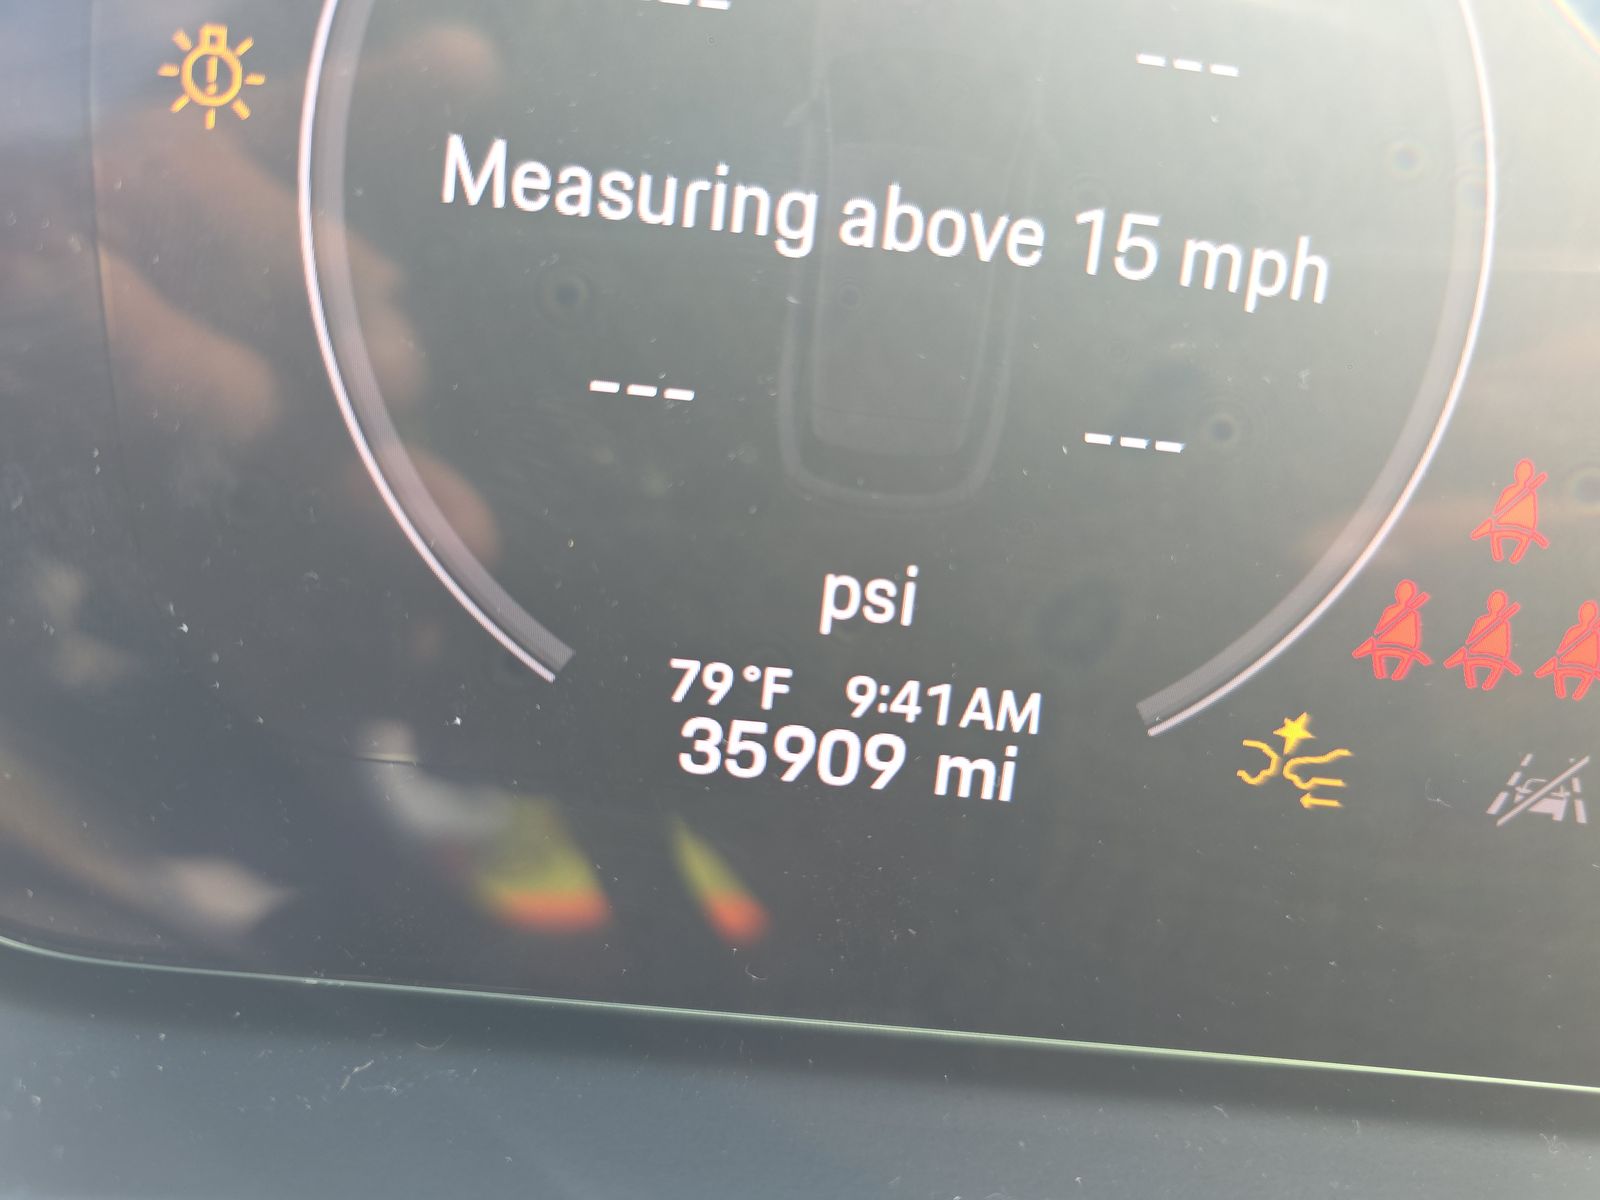 ---
---
Measuring above 15 mph
---
---
psi
79°F 9:41AM
35909 mi